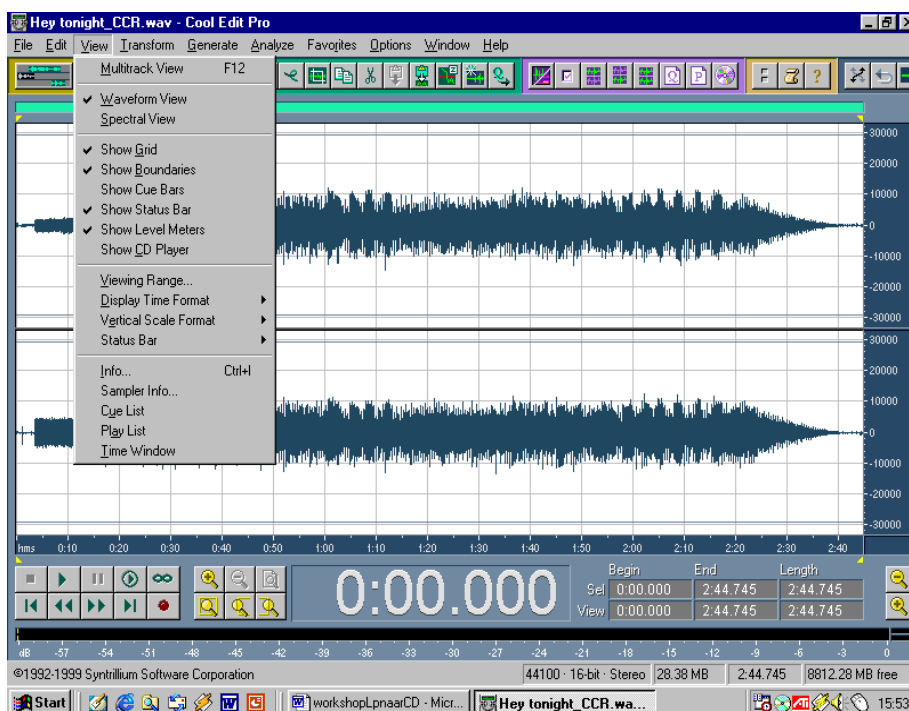 Hey tonight_CCR.wav - Cool Edit Pro
File Edit View Transform Generate Analyze Favorites Options Window Help
Multitrack View F12
Waveform View
Spectral View
Show Grid
Show Boundaries
Show Cue Bars
Show Status Bar
Show Level Meters
Show CD Player
Viewing Range...
Display Time Format
Vertical Scale Format
Status Bar
Info... Ctrl+I
Sampler Info...
Cue List
Play List
Time Window
F ?
30000
20000
10000
0
-10000
-20000
-30000
30000
20000
10000
0
-10000
-20000
-30000
hms 0:10 0:20 0:30 0:40 0:50 1:00 1:10 1:20 1:30 1:40 1:50 2:00 2:10 2:20 2:30 2:40
0:00.000
Begin End Length
Sel 0:00.000 2:44.745 2:44.745
View 0:00.000 2:44.745 2:44.745
dB -57 -54 -51 -48 -45 -42 -39 -36 -33 -30 -27 -24 -21 -18 -15 -12 -9 -6 -3 0
©1992-1999 Syntrillium Software Corporation 44100 · 16-bit · Stereo 28.38 MB 2:44.745 8812.28 MB free
Start workshopLpnaarCD - Micr... Hey tonight_CCR.wa... 15:53